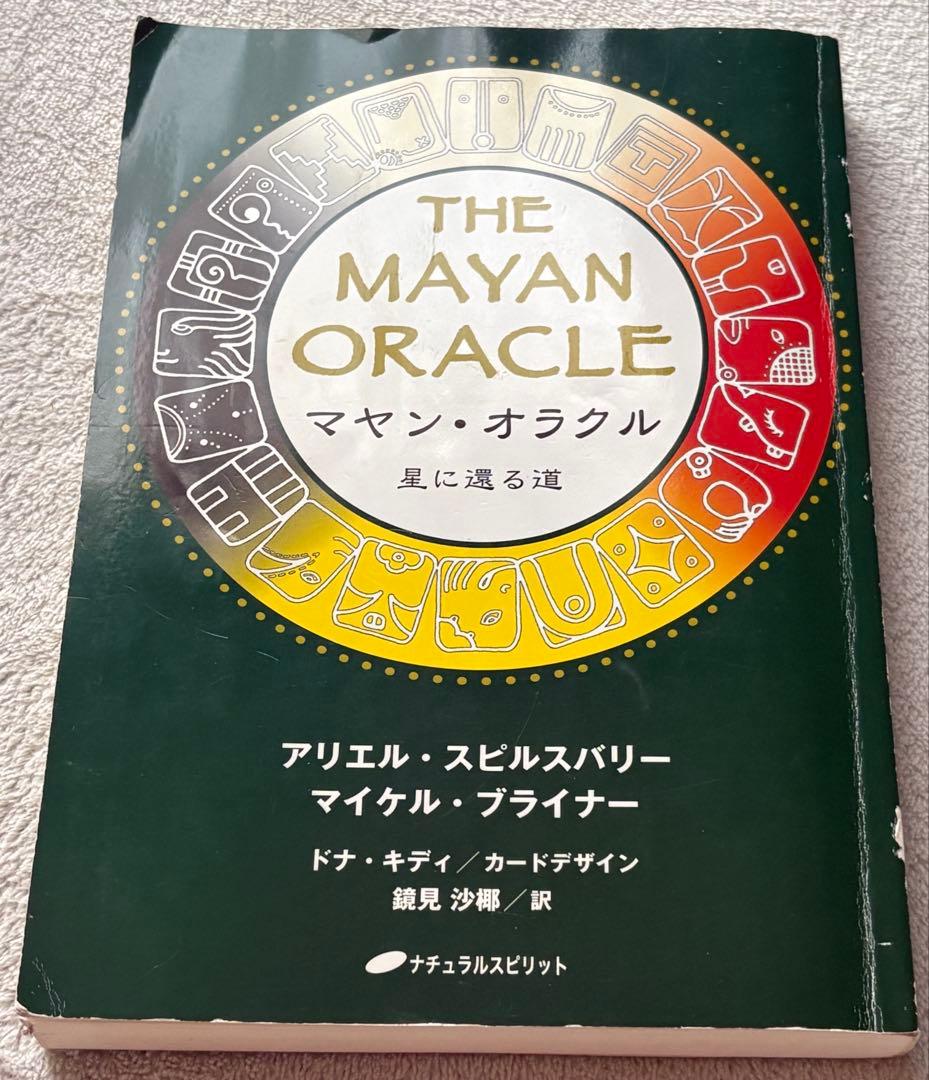 THE
MAYAN
ORACLE
マヤン・オラクル
星に還る道
アリエル・スピルスバリー
マイケル・ブライナー
ドナ・キディ／カードデザイン
鏡見 沙椰／訳
ナチュラルスピリット